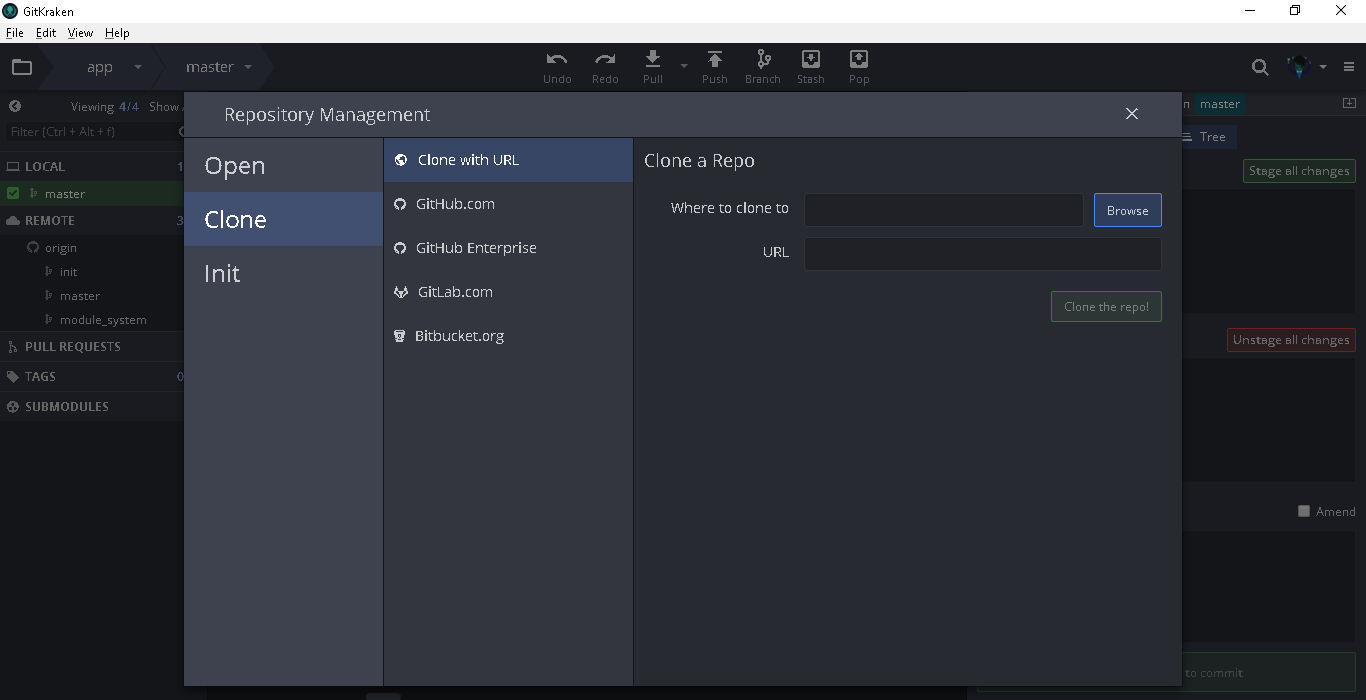 GitKraken
File Edit View Help
app master
Undo Redo Pull Push Branch Stash Pop
Viewing 4/4 Show
Filter (Ctrl + Alt + f)
LOCAL 1
master
REMOTE 3
origin
init
master
module_system
PULL REQUESTS
TAGS 0
SUBMODULES
Repository Management
Open
Clone
Init
Clone with URL
GitHub.com
GitHub Enterprise
GitLab.com
Bitbucket.org
Clone a Repo
Where to clone to
Browse
URL
Clone the repo!
n master
Tree
Stage all changes
Unstage all changes
Amend
to commit